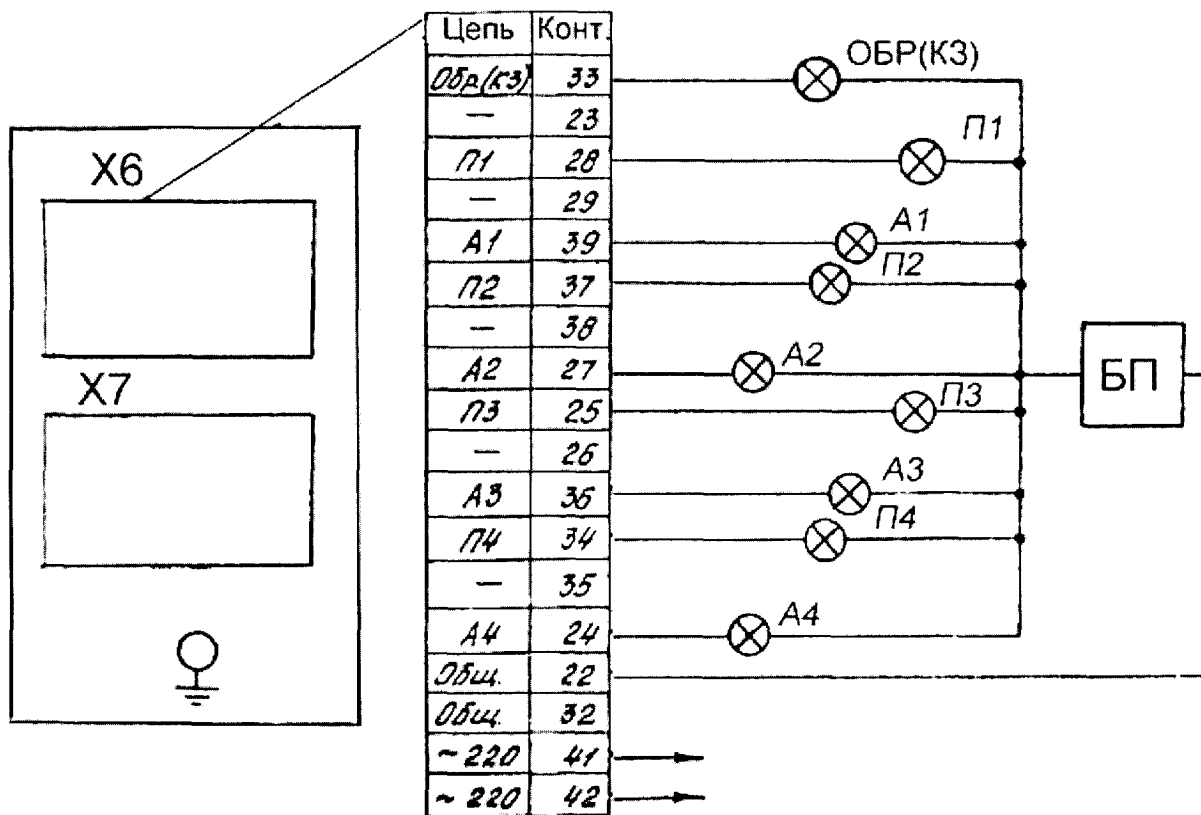 Цепь Конт.
Обр(КЗ) 33
ОБР(КЗ)
— 23
П1 28
П1
X6
— 29
А1 39
А1
П2 37
П2
— 38
А2 27
А2
БП
X7
П3 25
П3
— 26
А3 36
А3
П4 34
П4
— 35
А4 24
А4
Общ. 22
Общ. 32
~ 220 41
~ 220 42